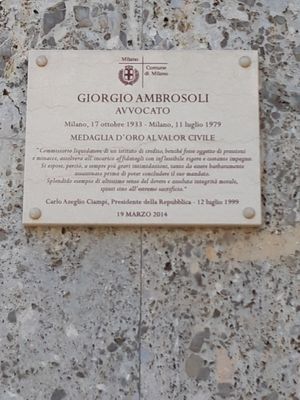 Milano
Comune
di Milano
GIORGIO AMBROSOLI
AVVOCATO
Milano, 17 ottobre 1933 - Milano, 11 luglio 1979
MEDAGLIA D'ORO AL VALOR CIVILE
"Commissario liquidatore di un istituto di credito, benché fosse oggetto di pressioni
e minacce, assolveva all'incarico affidatogli con inflessibile rigore e costante impegno.
Si espose, perciò, a sempre più gravi intimidazioni, tanto da essere barbaramente
assassinato prima di poter concludere il suo mandato.
Splendido esempio di altissimo senso del dovere e assoluta integrità morale,
spinti sino all'estremo sacrificio."
Carlo Azeglio Ciampi, Presidente della Repubblica - 12 luglio 1999
19 MARZO 2014